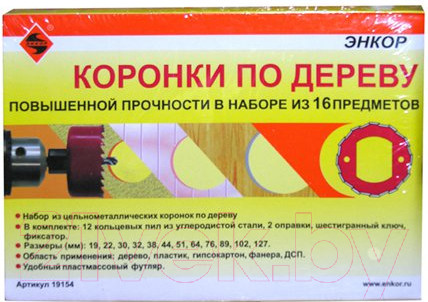 ЭНКОР
ЭНКОР
КОРОНКИ ПО ДЕРЕВУ
ПОВЫШЕННОЙ ПРОЧНОСТИ В НАБОРЕ ИЗ 16 ПРЕДМЕТОВ
Набор из цельнометаллических коронок по дереву
В комплекте: 12 кольцевых пил из углеродистой стали, 2 оправки, шестигранный ключ,
фиксатор.
Размеры (мм): 19, 22, 30, 32, 38, 44, 51, 64, 76, 89, 102, 127.
Область применения: дерево, пластик, гипсокартон, фанера, ДСП.
Удобный пластмассовый футляр.
Артикул 19154
www.enkor.ru